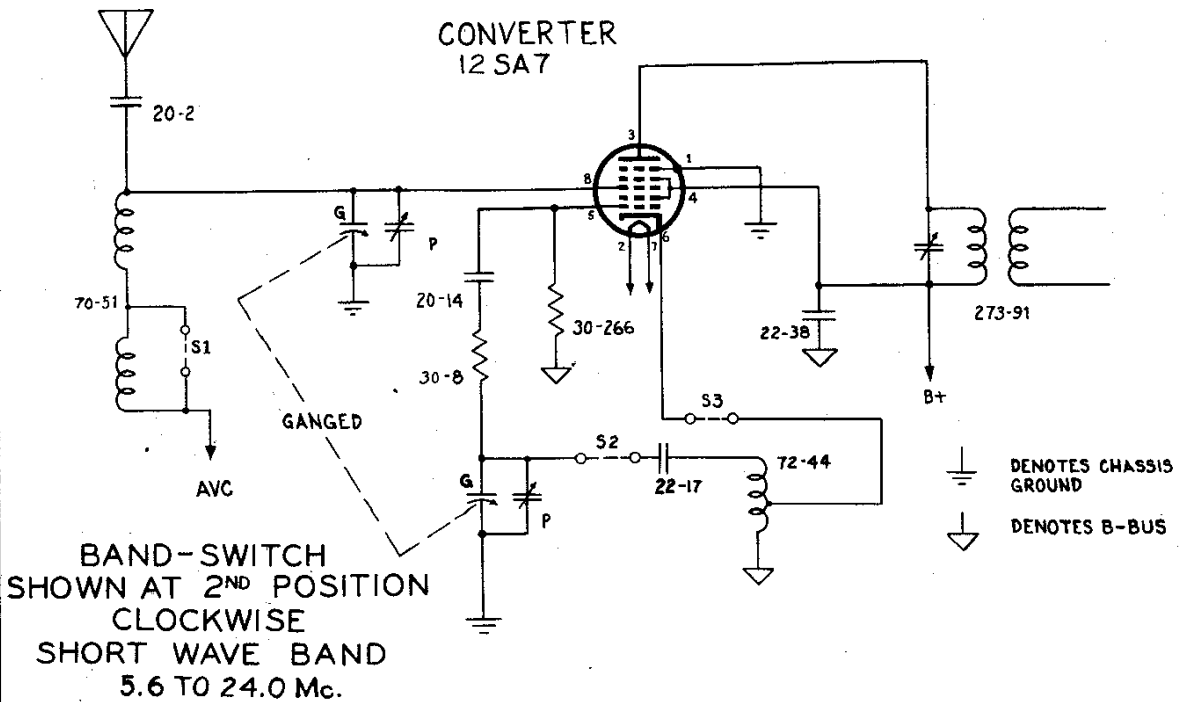 CONVERTER
12SA7
20-2
3
1
8
4
5
2
7
6
G
P
70-51
S1
20-14
30-266
22-38
273-91
30-8
B+
GANGED
S3
S2
72-44
22-17
G
P
AVC
DENOTES CHASSIS
GROUND
DENOTES B-BUS
BAND-SWITCH
SHOWN AT 2ND POSITION
CLOCKWISE
SHORT WAVE BAND
5.6 TO 24.0 Mc.